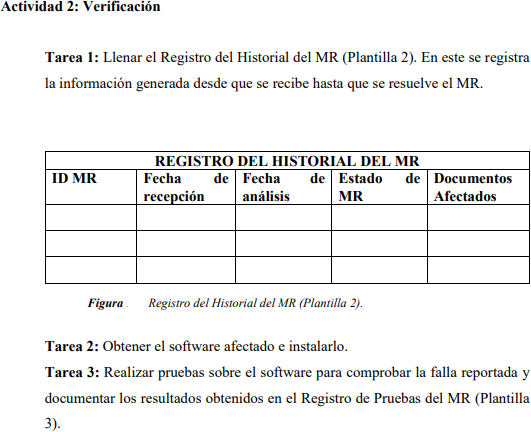 Actividad 2: Verificación
Tarea 1: Llenar el Registro del Historial del MR (Plantilla 2). En este se registra
la información generada desde que se recibe hasta que se resuelve el MR.
REGISTRO DEL HISTORIAL DEL MR
ID MR Fecha de recepción Fecha de análisis Estado de MR Documentos Afectados
Figura . Registro del Historial del MR (Plantilla 2).
Tarea 2: Obtener el software afectado e instalarlo.
Tarea 3: Realizar pruebas sobre el software para comprobar la falla reportada y
documentar los resultados obtenidos en el Registro de Pruebas del MR (Plantilla
3).